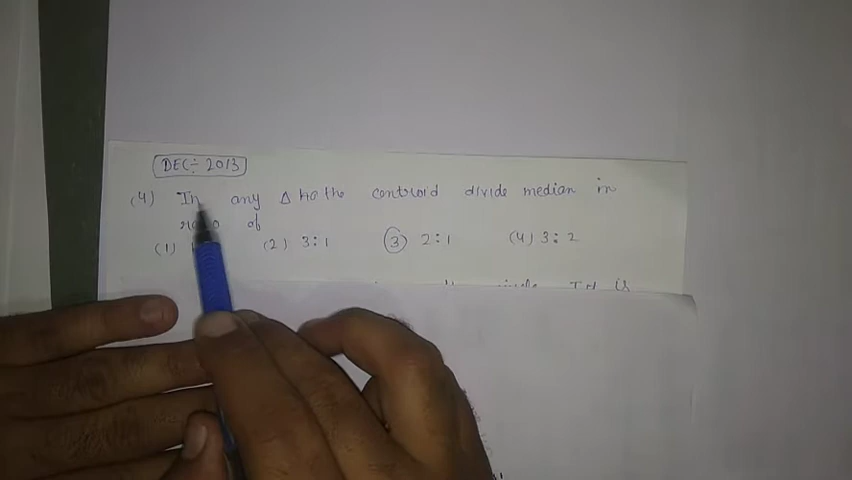 DEC÷ 2013
(4) In any Δ the centroid divide median in
of
(1) (2) 3:1 (3) 2:1 (4) 3:2